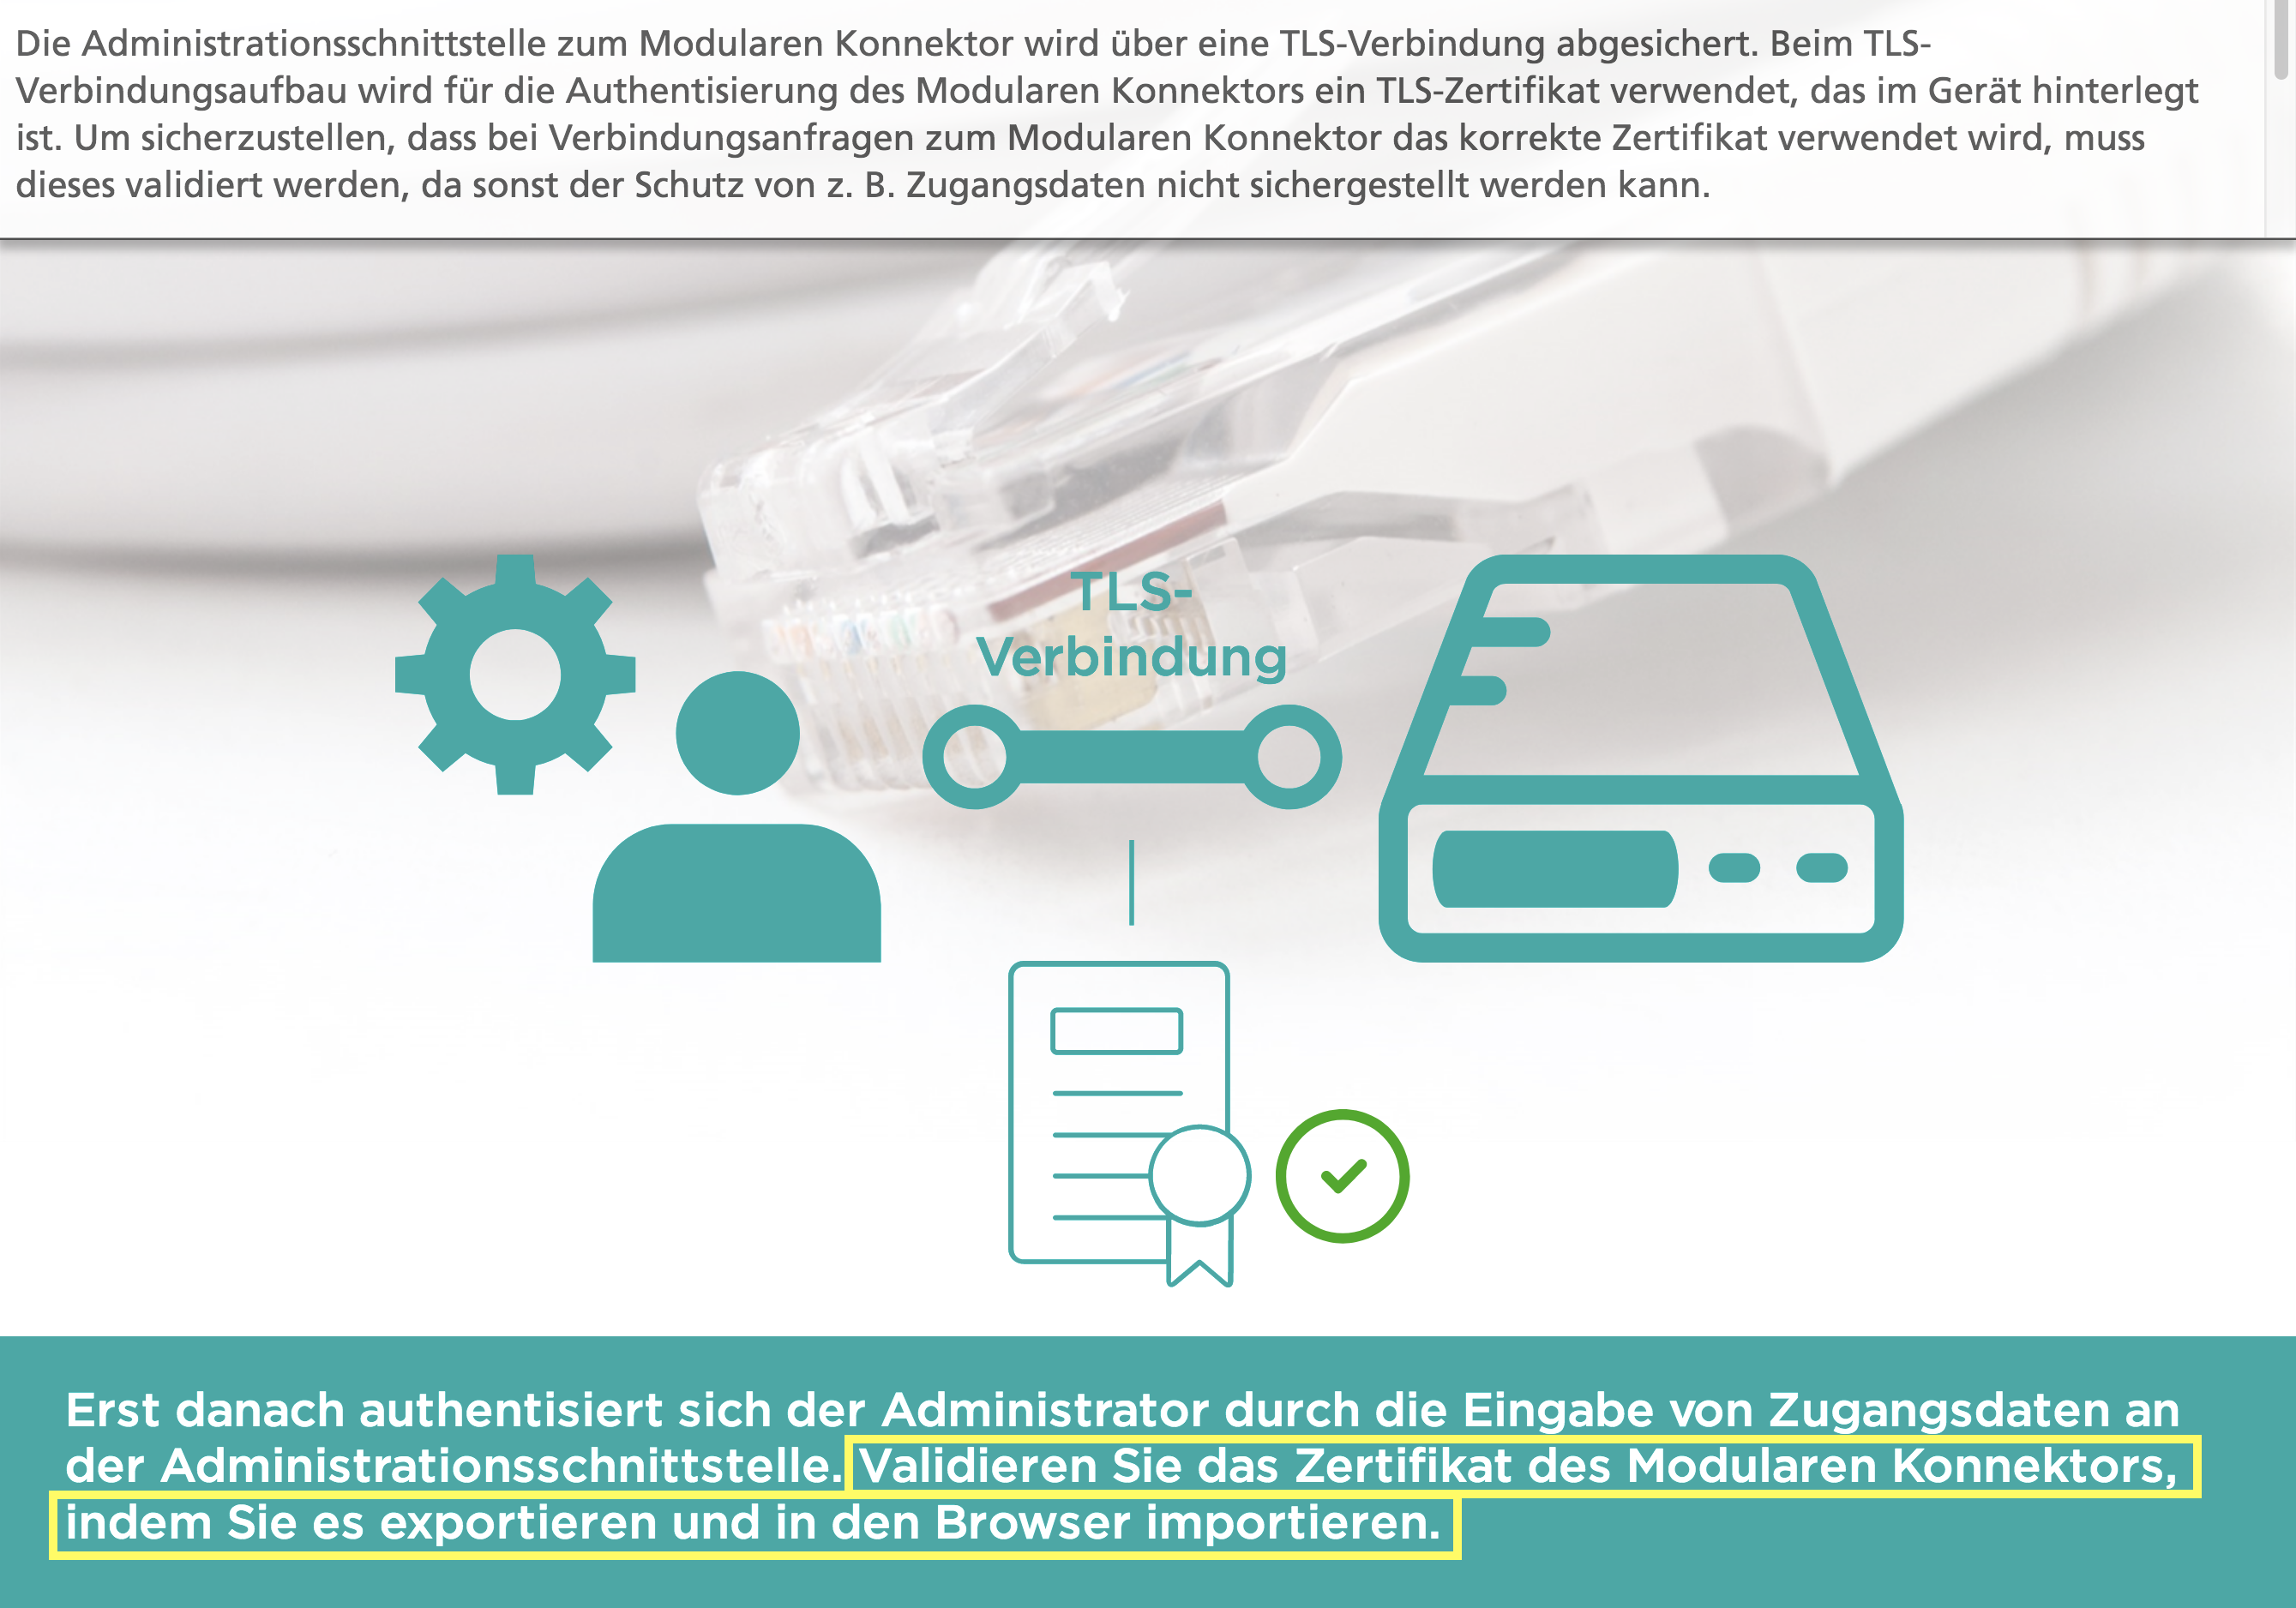 Die Administrationsschnittstelle zum Modularen Konnektor wird über eine TLS-Verbindung abgesichert. Beim TLS-
Verbindungsaufbau wird für die Authentisierung des Modularen Konnektors ein TLS-Zertifikat verwendet, das im Gerät hinterlegt
ist. Um sicherzustellen, dass bei Verbindungsanfragen zum Modularen Konnektor das korrekte Zertifikat verwendet wird, muss
dieses validiert werden, da sonst der Schutz von z. B. Zugangsdaten nicht sichergestellt werden kann.
TLS-
Verbindung
Erst danach authentisiert sich der Administrator durch die Eingabe von Zugangsdaten an
der Administrationsschnittstelle. Validieren Sie das Zertifikat des Modularen Konnektors,
indem Sie es exportieren und in den Browser importieren.